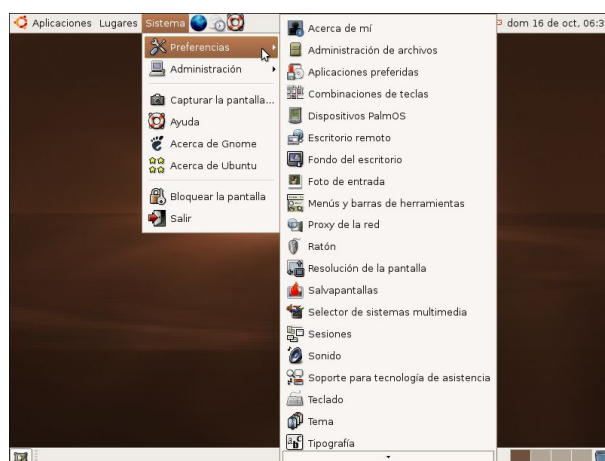 Aplicaciones Lugares Sistema dom 16 de oct, 06:3
Preferencias
Administración
Capturar la pantalla...
Ayuda
Acerca de Gnome
Acerca de Ubuntu
Bloquear la pantalla
Salir
Acerca de mí
Administración de archivos
Aplicaciones preferidas
Combinaciones de teclas
Dispositivos PalmOS
Escritorio remoto
Fondo del escritorio
Foto de entrada
Menús y barras de herramientas
Proxy de la red
Ratón
Resolución de la pantalla
Salvapantallas
Selector de sistemas multimedia
Sesiones
Sonido
Soporte para tecnología de asistencia
Teclado
Tema
Tipografía